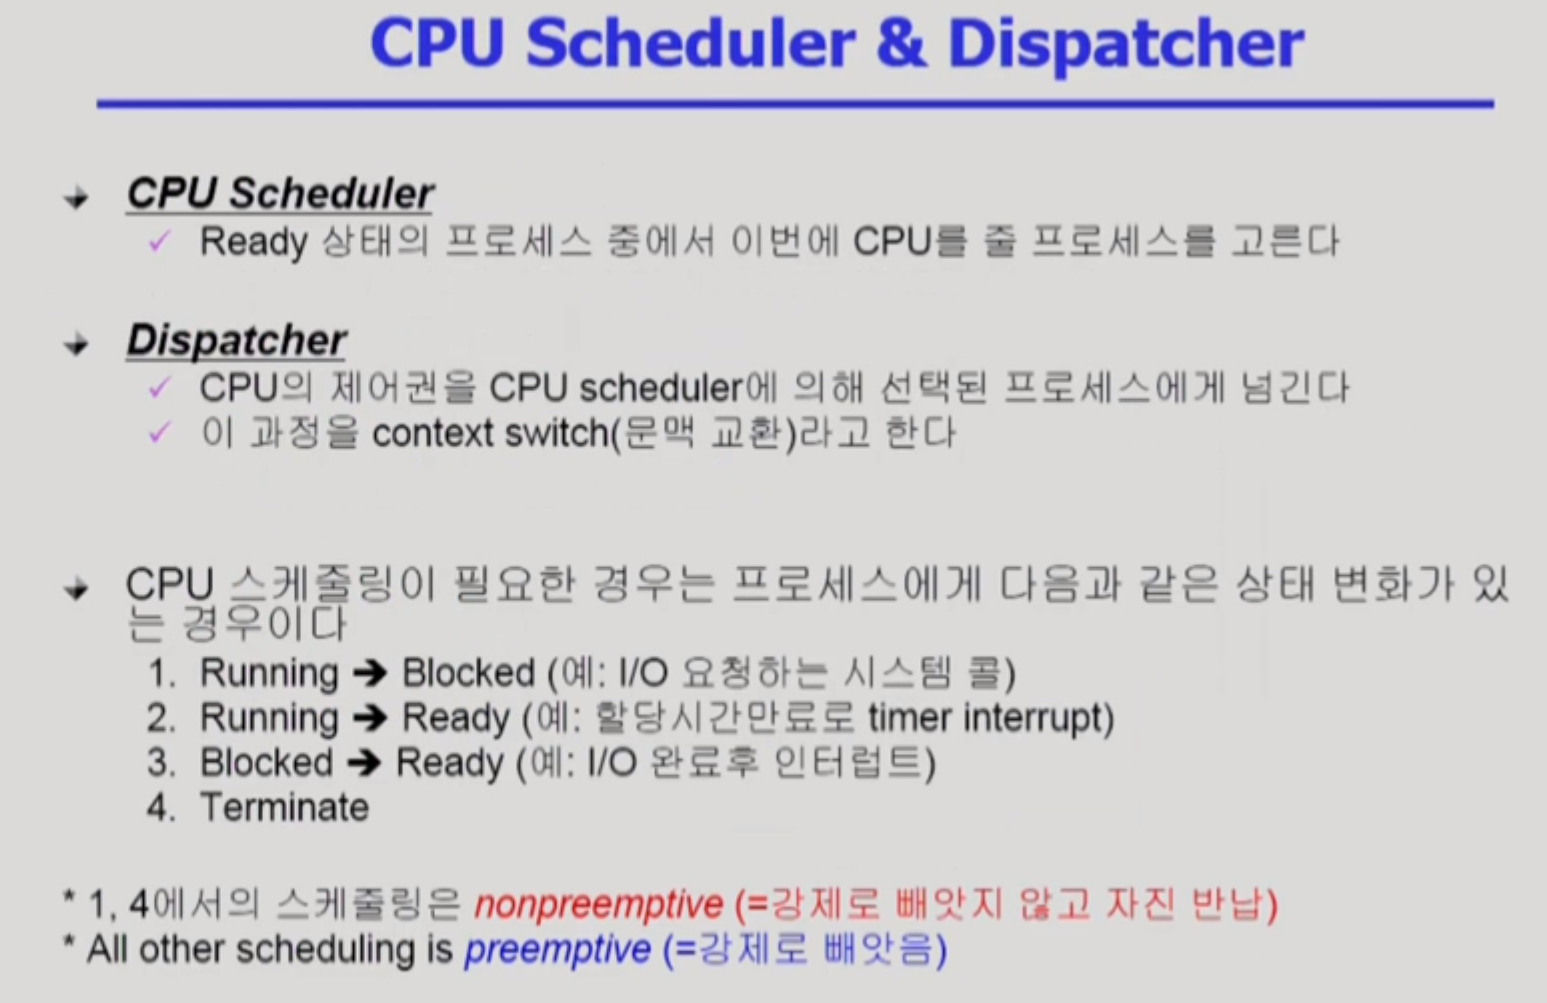 CPU Scheduler & Dispatcher
CPU Scheduler
Ready 상태의 프로세스 중에서 이번에 CPU를 줄 프로세스를 고른다
Dispatcher
CPU의 제어권을 CPU scheduler에 의해 선택된 프로세스에게 넘긴다
이 과정을 context switch(문맥 교환)라고 한다
CPU 스케줄링이 필요한 경우는 프로세스에게 다음과 같은 상태 변화가 있
는 경우이다
1. Running ➔ Blocked (예: I/O 요청하는 시스템 콜)
2. Running ➔ Ready (예: 할당시간만료로 timer interrupt)
3. Blocked ➔ Ready (예: I/O 완료후 인터럽트)
4. Terminate
* 1, 4에서의 스케줄링은 nonpreemptive (=강제로 빼앗지 않고 자진 반납)
* All other scheduling is preemptive (=강제로 빼앗음)